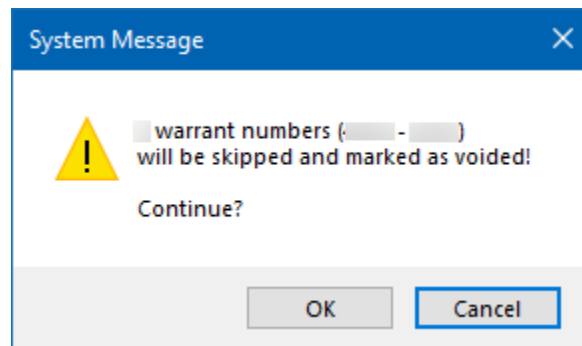 System Message
warrant numbers ( - )
will be skipped and marked as voided!
Continue?
OK
Cancel